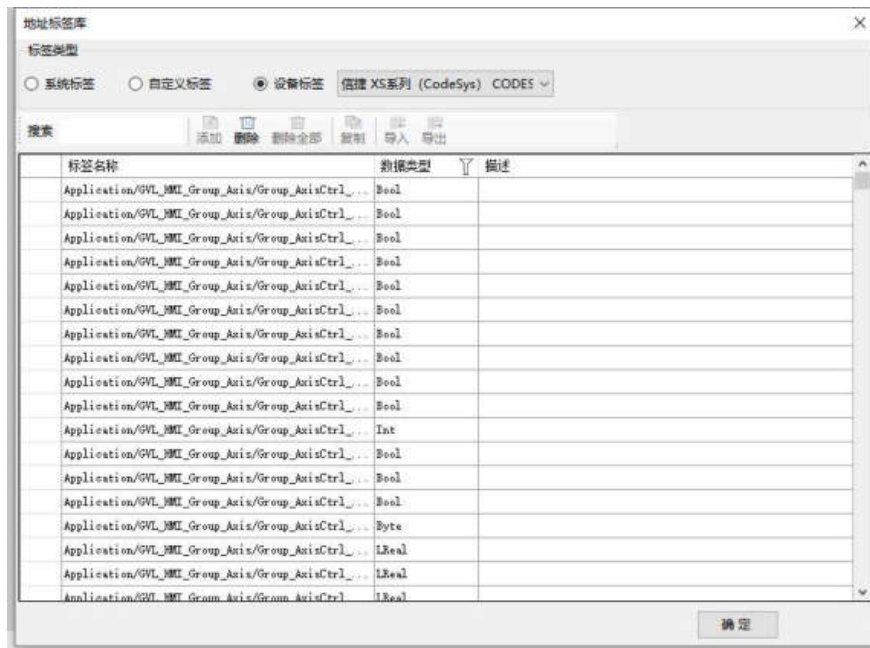 地址标签库
标签类型
系统标签 自定义标签 设备标签 信捷 XS系列 (CodeSys) CODES
搜索 添加 删除 删除全部 复制 导入 导出
标签名称 数据类型 描述
Application/GVL_HMI_Group_Axis/Group_AxisCtrl_... Bool
Application/GVL_HMI_Group_Axis/Group_AxisCtrl_... Bool
Application/GVL_HMI_Group_Axis/Group_AxisCtrl_... Bool
Application/GVL_HMI_Group_Axis/Group_AxisCtrl_... Bool
Application/GVL_HMI_Group_Axis/Group_AxisCtrl_... Bool
Application/GVL_HMI_Group_Axis/Group_AxisCtrl_... Bool
Application/GVL_HMI_Group_Axis/Group_AxisCtrl_... Bool
Application/GVL_HMI_Group_Axis/Group_AxisCtrl_... Bool
Application/GVL_HMI_Group_Axis/Group_AxisCtrl_... Bool
Application/GVL_HMI_Group_Axis/Group_AxisCtrl_... Bool
Application/GVL_HMI_Group_Axis/Group_AxisCtrl_... Int
Application/GVL_HMI_Group_Axis/Group_AxisCtrl_... Bool
Application/GVL_HMI_Group_Axis/Group_AxisCtrl_... Bool
Application/GVL_HMI_Group_Axis/Group_AxisCtrl_... Bool
Application/GVL_HMI_Group_Axis/Group_AxisCtrl_... Byte
Application/GVL_HMI_Group_Axis/Group_AxisCtrl_... LReal
Application/GVL_HMI_Group_Axis/Group_AxisCtrl_... LReal
Application/GVL_HMI_Group_Axis/Group_AxisCtrl LReal
确定